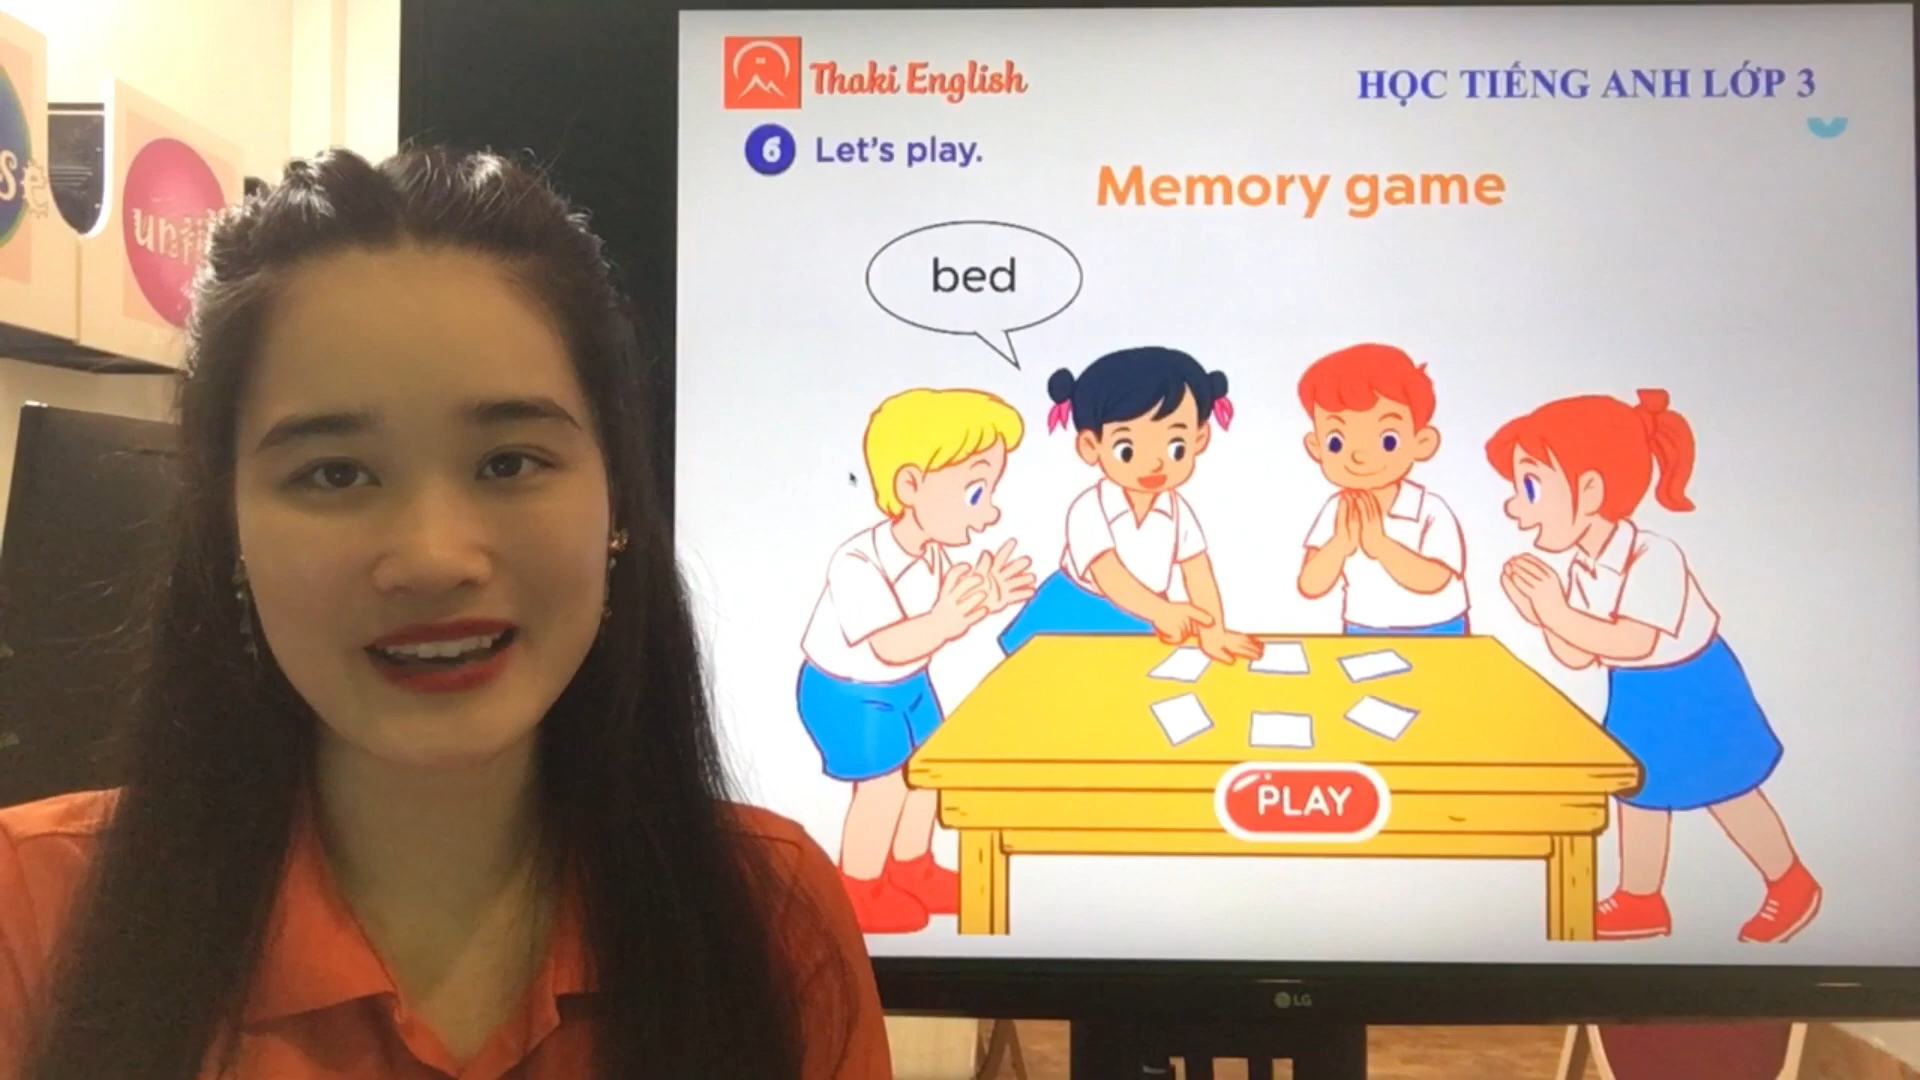 Thaki English
HỌC TIẾNG ANH LỚP 3
6 Let's play.
Memory game
bed
PLAY
LG